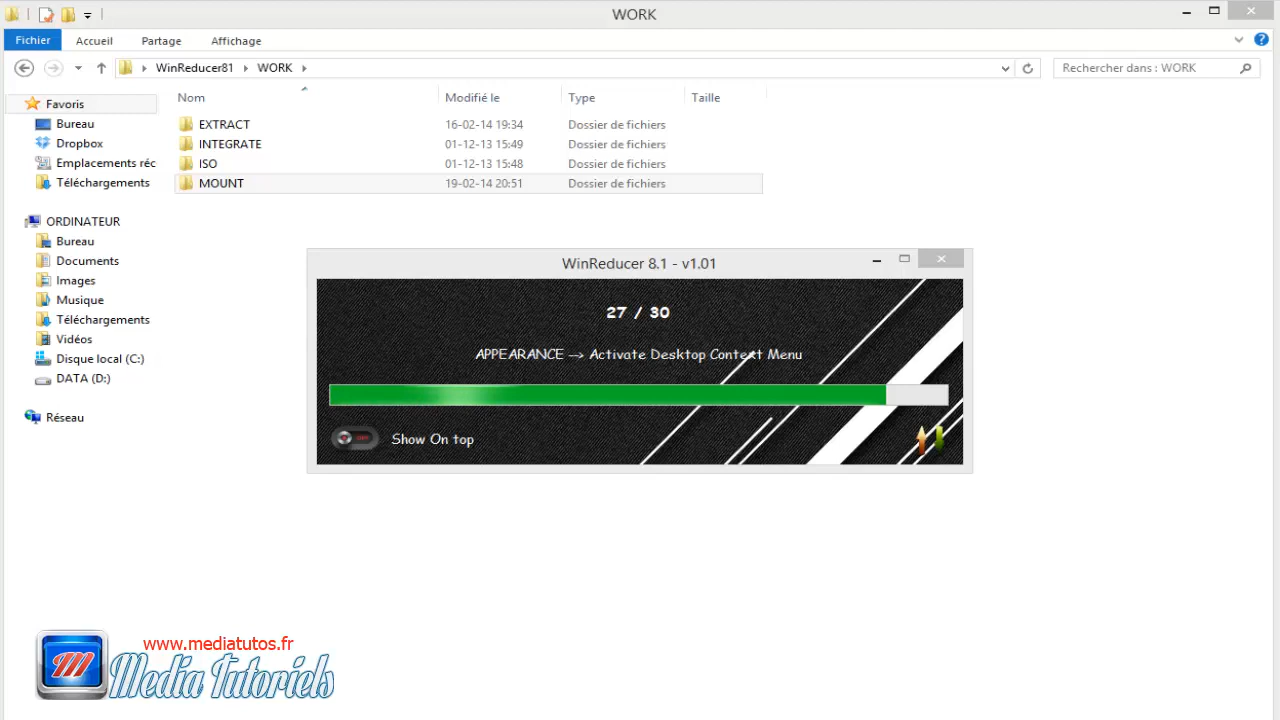 WORK
Fichier Accueil Partage Affichage
WinReducer81 WORK Rechercher dans : WORK
Nom Modifié le Type Taille
Favoris
Bureau
Dropbox
Emplacements réc
Téléchargements
ORDINATEUR
Bureau
Documents
Images
Musique
Téléchargements
Vidéos
Disque local (C:)
DATA (D:)
Réseau
EXTRACT 16-02-14 19:34 Dossier de fichiers
INTEGRATE 01-12-13 15:49 Dossier de fichiers
ISO 01-12-13 15:48 Dossier de fichiers
MOUNT 19-02-14 20:51 Dossier de fichiers
WinReducer 8.1 - v1.01
27 / 30
APPEARANCE --> Activate Desktop Context Menu
OFF Show On top
www.mediatutos.fr
m Media Tutoriels